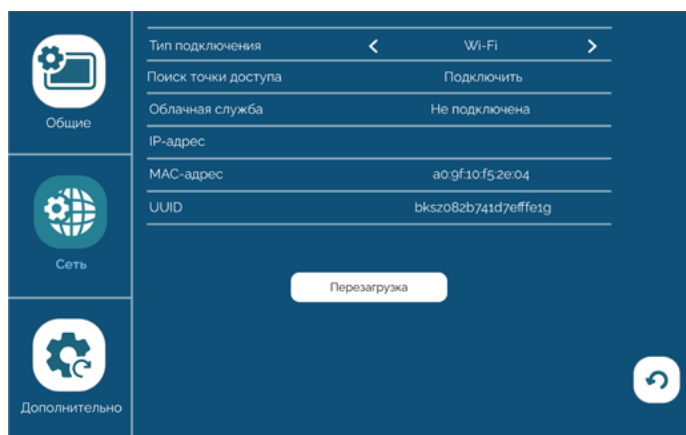 Общие
Сеть
Дополнительно
Тип подключения < Wi-Fi >
Поиск точки доступа Подключить
Облачная служба Не подключена
IP-адрес
MAC-адрес a0:9f:10:f5:2e:04
UUID bksz082b741d7efffe1g
Перезагрузка